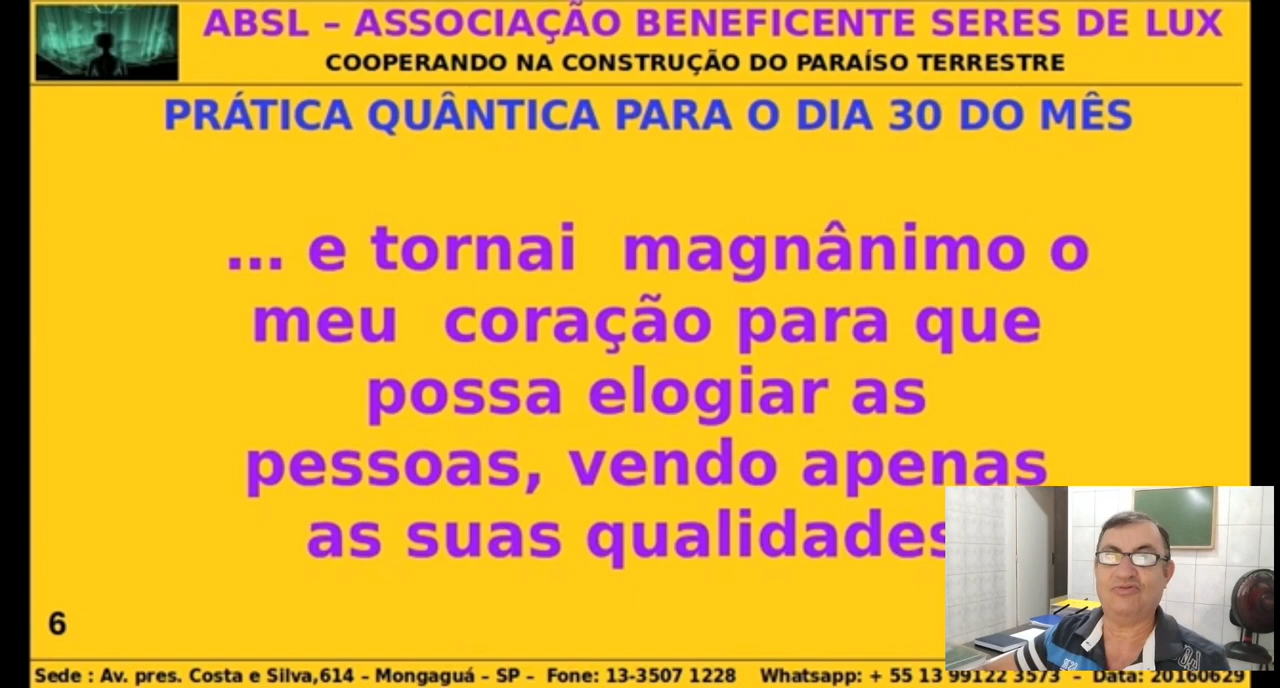 ABSL – ASSOCIAÇÃO BENEFICENTE SERES DE LUX
COOPERANDO NA CONSTRUÇÃO DO PARAÍSO TERRESTRE
PRÁTICA QUÂNTICA PARA O DIA 30 DO MÊS
... e tornai magnânimo o
meu coração para que
possa elogiar as
pessoas, vendo apenas
as suas qualidades
6
Sede : Av. pres. Costa e Silva,614 – Mongaguá – SP – Fone: 13-3507 1228 Whatsapp: + 55 13 99122 3573 – Data: 20160629